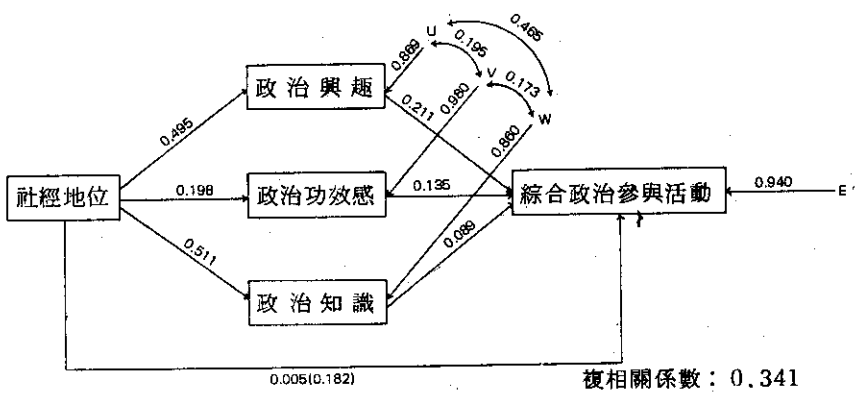 U
0.465
0.195
0.869
政治興趣
V
0.173
0.211
0.980
W
0.495
0.860
社經地位
0.198
政治功效感
0.135
綜合政治參與活動
0.940
E'
0.511
0.089
政治知識
0.005(0.182)
複相關係數：0.341